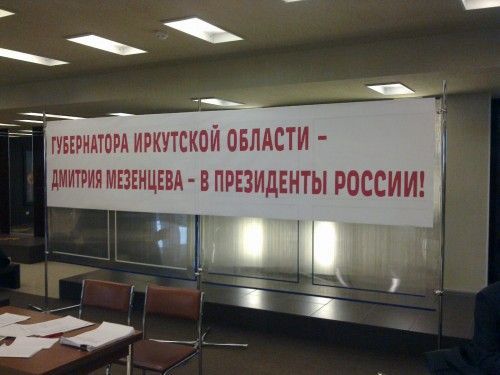 ГУБЕРНАТОРА ИРКУТСКОЙ ОБЛАСТИ –
ДМИТРИЯ МЕЗЕНЦЕВА – В ПРЕЗИДЕНТЫ РОССИИ!